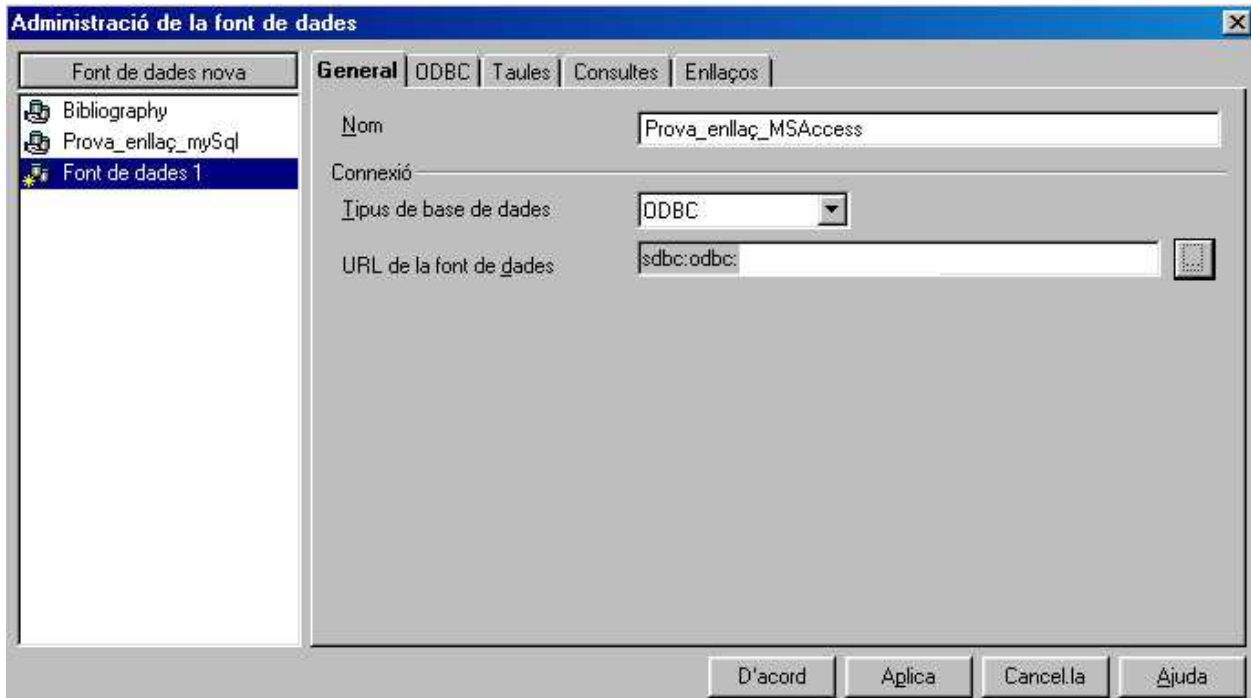 Administració de la font de dades
Font de dades nova
Bibliography
Prova_enllaç_mySql
Font de dades 1
General ODBC Taules Consultes Enllaços
Nom Prova_enllaç_MSAccess
Connexió
Tipus de base de dades ODBC
URL de la font de dades sdbc:odbc: ...
D'acord Aplica Cancel.la Ajuda